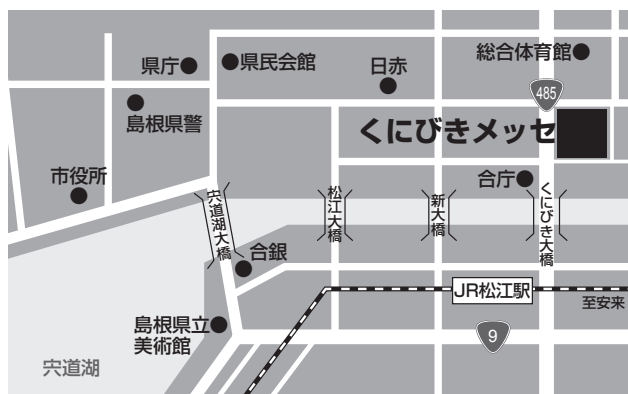 県庁
県民会館
日赤
総合体育館
485
島根県警
くにびきメッセ
市役所
合庁
宍道湖大橋
松江大橋
新大橋
くにびき大橋
合銀
JR松江駅
至安来
島根県立
美術館
9
宍道湖